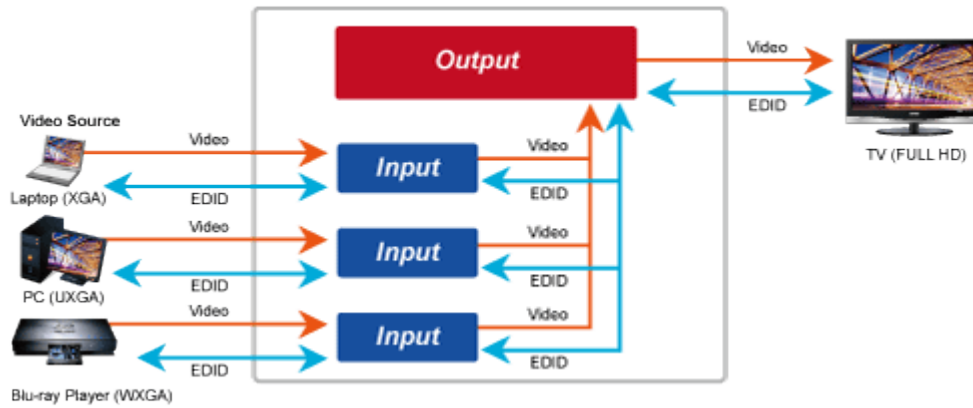 Output
Video
EDID
TV (FULL HD)
Video Source
Video
EDID
Laptop (XGA)
Input
Video
EDID
Video
EDID
PC (UXGA)
Input
Video
EDID
Video
EDID
Blu-ray Player (WXGA)
Input
Video
EDID